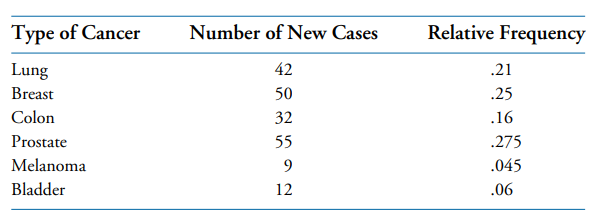 Type of Cancer Number of New Cases Relative Frequency
Lung 42 .21
Breast 50 .25
Colon 32 .16
Prostate 55 .275
Melanoma 9 .045
Bladder 12 .06